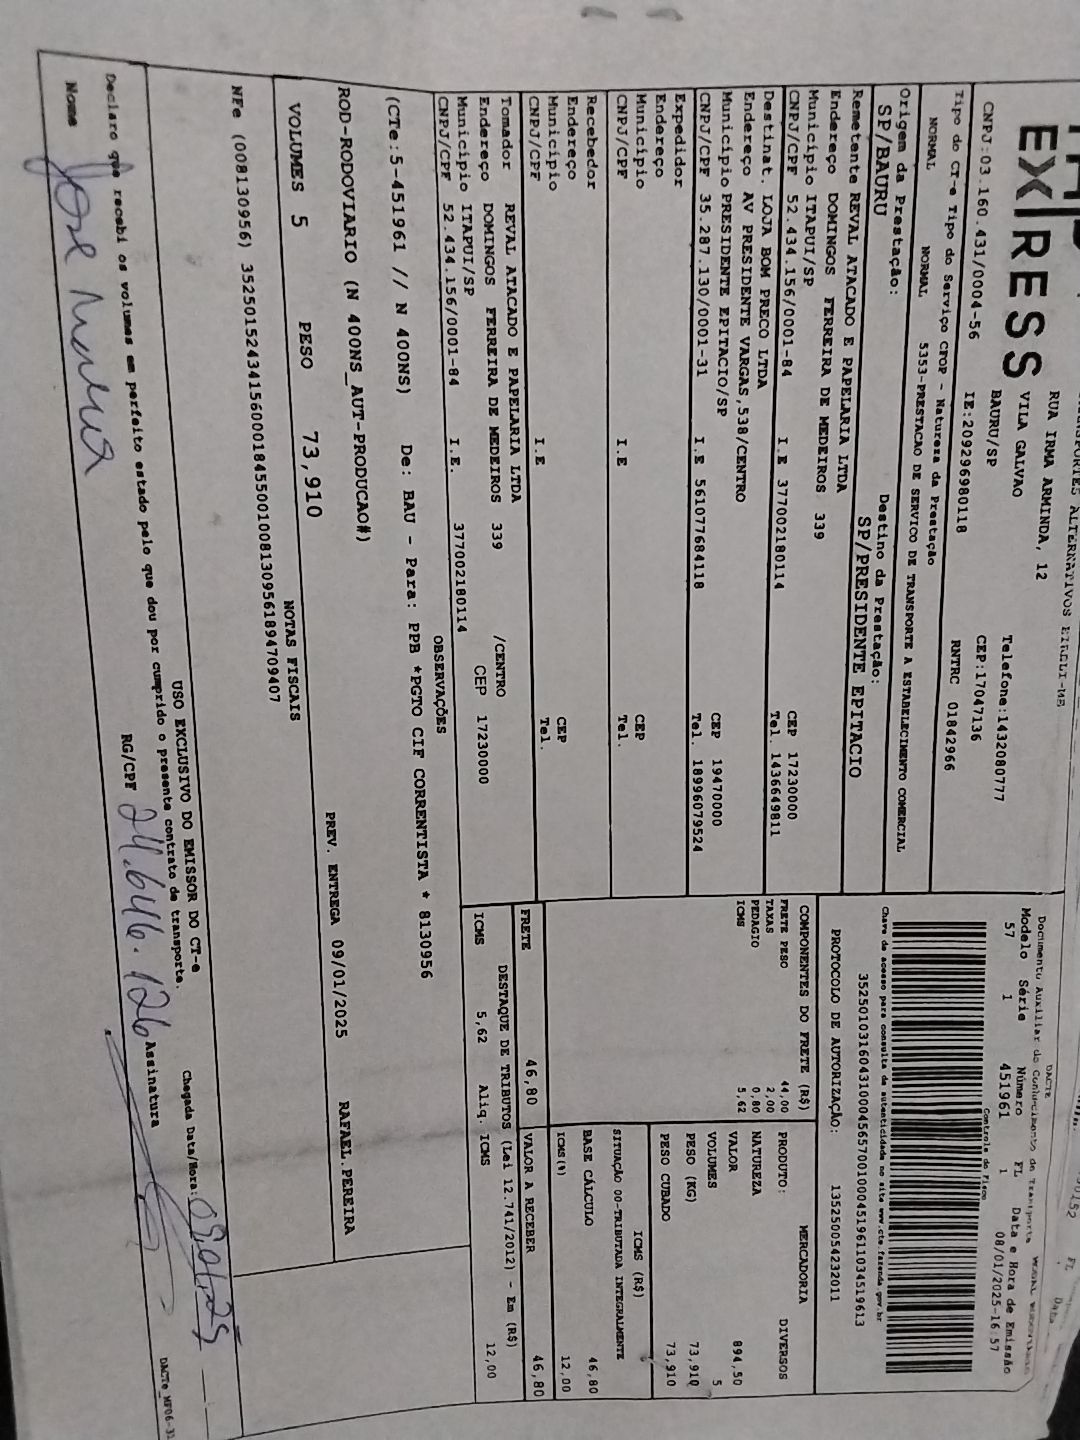 EX|RESS
RUA IRMA ARMINDA, 12
VILA GALVAO
BAURU/SP
Telefone:1432080777
CEP:17047136
CNPJ:03.160.431/0004-56 IE:209296980118
RNTRC 01842966
Tipo do CT-e Tipo do Serviço CFOP - Natureza da Prestação
NORMAL NORMAL 5353-PRESTACAO DE SERVICO DE TRANSPORTE A ESTABELECIMENTO COMERCIAL
Origem da Prestação: Destino da Prestação:
SP/BAURU SP/PRESIDENTE EPITACIO
Remetente REVAL ATACADO E PAPELARIA LTDA
Endereço DOMINGOS FERREIRA DE MEDEIROS 339
Municipio ITAPUI/SP CEP 17230000
CNPJ/CPF 52.434.156/0001-84 I.E 377002180114 Tel. 1436649811
Destinat. LOJA BOM PRECO LTDA
Endereço AV PRESIDENTE VARGAS,538/CENTRO
Municipio PRESIDENTE EPITACIO/SP CEP 19470000
CNPJ/CPF 35.287.130/0001-31 I.E 561077684118 Tel. 18996079524
Expedidor
Endereço
Municipio CEP
CNPJ/CPF I.E Tel.
Recebedor
Endereço
Municipio CEP
CNPJ/CPF I.E Tel.
Tomador REVAL ATACADO E PAPELARIA LTDA
Endereço DOMINGOS FERREIRA DE MEDEIROS 339 /CENTRO
Municipio ITAPUI/SP CEP 17230000
CNPJ/CPF 52.434.156/0001-84 I.E. 377002180114
DACTE
Documento Auxiliar do Conhecimento de Transporte
Modelo Série Número FL Data e Hora de Emissão
57 1 451961 1 08/01/2025-16:57
Controle do Fisco
Chave de acesso para consulta de autenticidade no site www.cte.fazenda.gov.br
35250103160431000456570010004519611034519613
PROTOCOLO DE AUTORIZAÇÃO: 135250054232011
COMPONENTES DO FRETE (R$)
FRETE PESO 44,00
TAXAS 2,00
PEDAGIO 0,80
ICMS 5,62
MERCADORIA
PRODUTO: DIVERSOS
NATUREZA
VALOR 894,50
VOLUMES 5
PESO (KG) 73,910
PESO CUBADO 73,910
ICMS (R$)
SITUAÇÃO 00-TRIBUTADA INTEGRALMENTE
BASE CÁLCULO 46,80
ICMS(%) 12,00
FRETE 46,80 VALOR A RECEBER 46,80
DESTAQUE DE TRIBUTOS (Lei 12.741/2012) - Em (R$)
ICMS 5,62 Aliq. ICMS 12,00
OBSERVAÇÕES
(CTe:5-451961 // N 400NS) De: BAU - Para: PPB *PGTO CIF CORRENTISTA * 8130956
ROD-RODOVIARIO (N 400NS_AUT-PRODUCAO#)
PREV. ENTREGA 09/01/2025 RAFAEL.PEREIRA
VOLUMES 5 PESO 73,910
NOTAS FISCAIS
NFe (008130956) 35250152434156000184550010081309561894709407
USO EXCLUSIVO DO EMISSOR DO CT-e
Declaro que recebi os volumes em perfeito estado pelo que dou por cumprido o presente contrato de transporte.
Chegada Data/Hora: 09.01.25
Nome RG/CPF 24.646.126 Assinatura
DACTe MF06-31